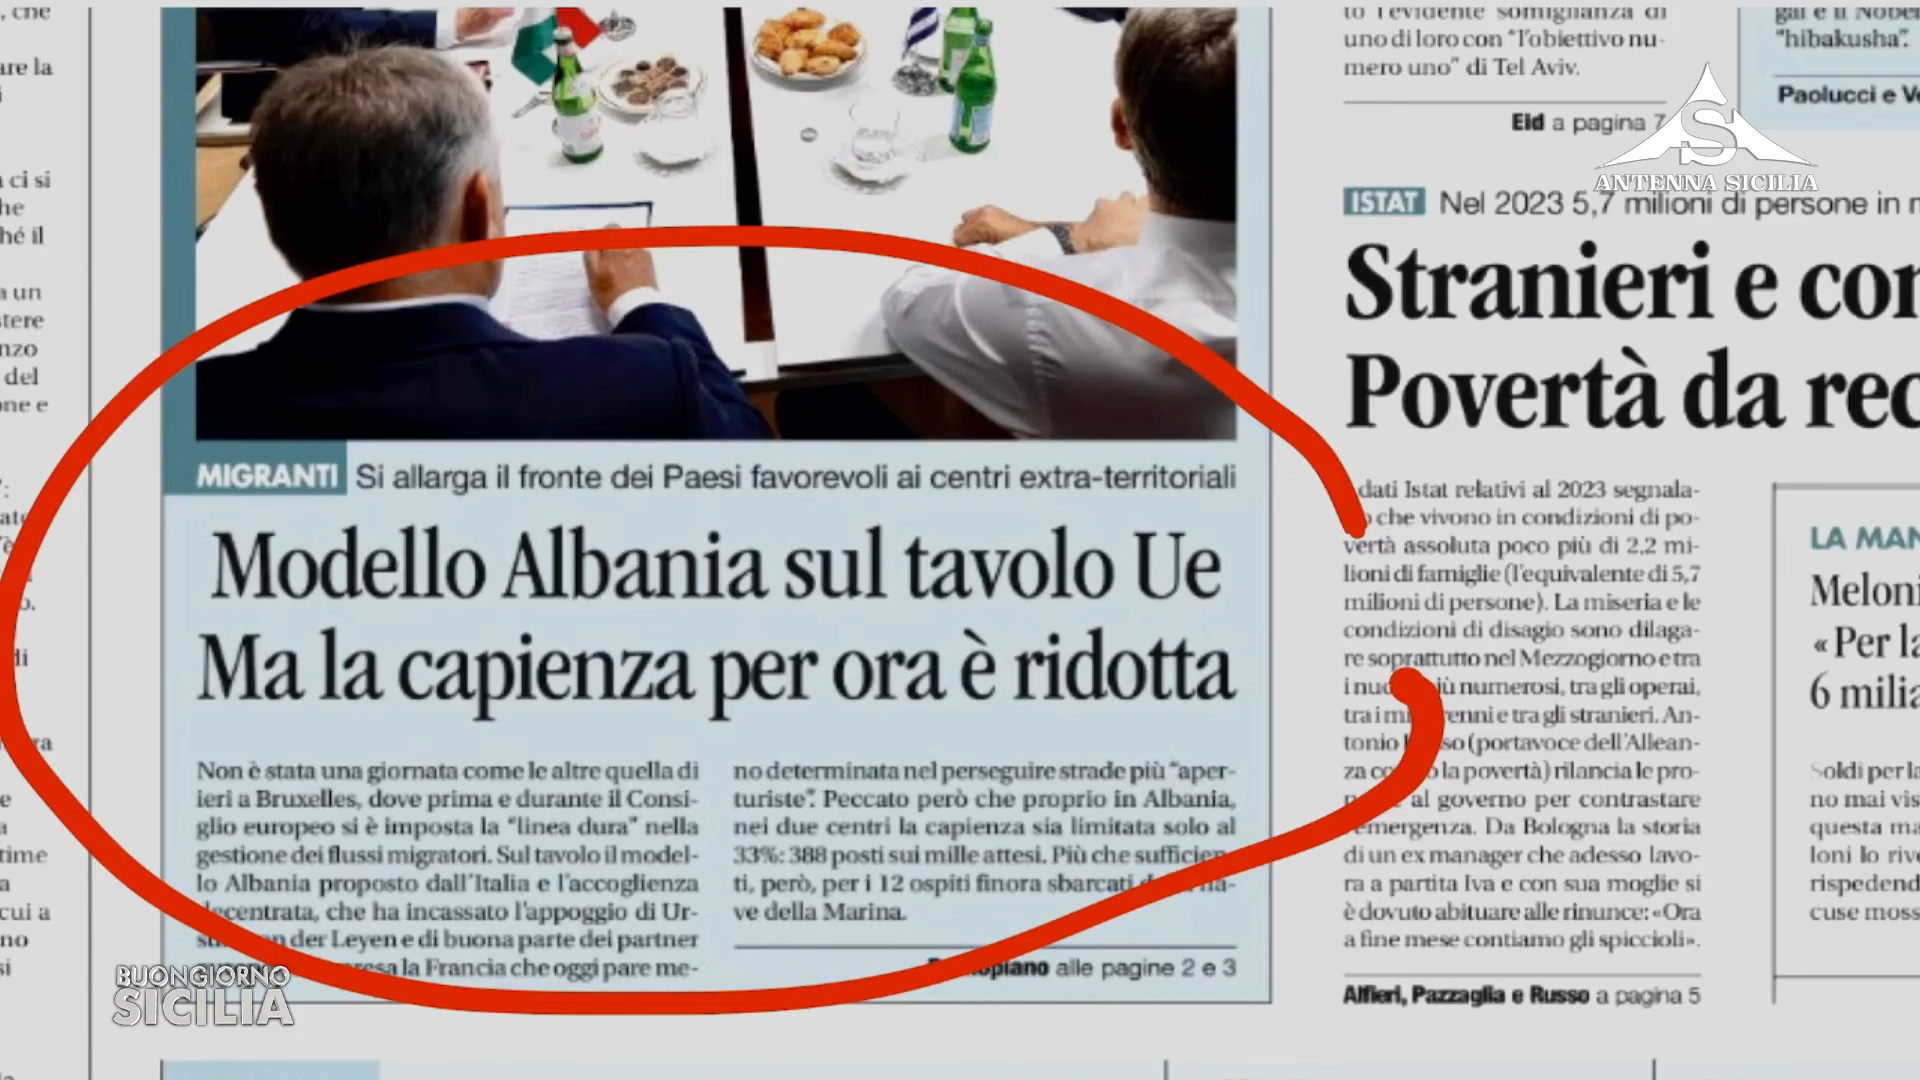 MIGRANTI Si allarga il fronte dei Paesi favorevoli ai centri extra-territoriali
Modello Albania sul tavolo Ue
Ma la capienza per ora è ridotta
Non è stata una giornata come le altre quella di
ieri a Bruxelles, dove prima e durante il Consi-
glio europeo si è imposta la "linea dura" nella
gestione dei flussi migratori. Sul tavolo il model-
lo Albania proposto dall'Italia e l'accoglienza
decentrata, che ha incassato l'appoggio di Ur-
der Leyen e di buona parte dei partner
la Francia che oggi pare me-
no determinata nel perseguire strade più "aper-
turiste". Peccato però che proprio in Albania,
nei due centri la capienza sia limitata solo al
33%: 388 posti sui mille attesi. Più che sufficien-
ti, però, per i 12 ospiti finora sbarcati
ve della Marina.
alle pagine 2 e 3
to l'evidente somiglianza di
uno di loro con "l'obiettivo nu-
mero uno" di Tel Aviv.
Eid a pagina 7
"hibakusha".
Paolucci e
S
ANTENNA SICILIA
ISTAT Nel 2023 5,7 milioni di persone in
Stranieri e
Povertà da
dati Istat relativi al 2023 segnala-
che vivono in condizioni di po-
vertà assoluta poco più di 2,2 mi-
lioni di famiglie (l'equivalente di 5,7
milioni di persone). La miseria e le
condizioni di disagio sono dilaga-
re soprattutto nel Mezzogiorno e tra
i più numerosi, tra gli operai,
tra i e tra gli stranieri. An-
tonio (portavoce dell'Allean-
za la povertà) rilancia le pro-
al governo per contrastare
emergenza. Da Bologna la storia
di un ex manager che adesso lavo-
ra a partita Iva e con sua moglie si
è dovuto abituare alle rinunce: «Ora
a fine mese contiamo gli spiccioli».
Alfieri, Pazzaglia e Russo a pagina 5
LA
Meloni
«Per la
6
Soldi per
no mai
questa
loni lo
cuse
BUONGIORNO
SICILIA